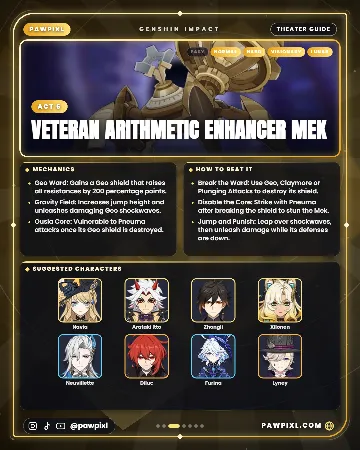 PAWPIXL
GENSHIN IMPACT
THEATER GUIDE
EASY NORMAL HARD VISIONARY LUNAR
ACT 6
VETERAN ARITHMETIC ENHANCER MEK
MECHANICS
• Geo Ward: Gains a Geo shield that raises
all resistances by 200 percentage points.
• Gravity Field: Increases jump height and
unleashes damaging Geo shockwaves.
• Ousia Core: Vulnerable to Pneuma
attacks once its Geo shield is destroyed.
HOW TO BEAT IT
• Break the Ward: Use Geo, Claymore or
Plunging Attacks to destroy its shield.
• Disable the Core: Strike with Pneuma
after breaking the shield to stun the Mek.
• Jump and Punish: Leap over shockwaves,
then unleash damage while its defenses
are down.
SUGGESTED CHARACTERS
Navia
Arataki Itto
Zhongli
Xilonen
Neuvillette
Diluc
Furina
Lyney
@pawpixl
PAWPIXL.COM